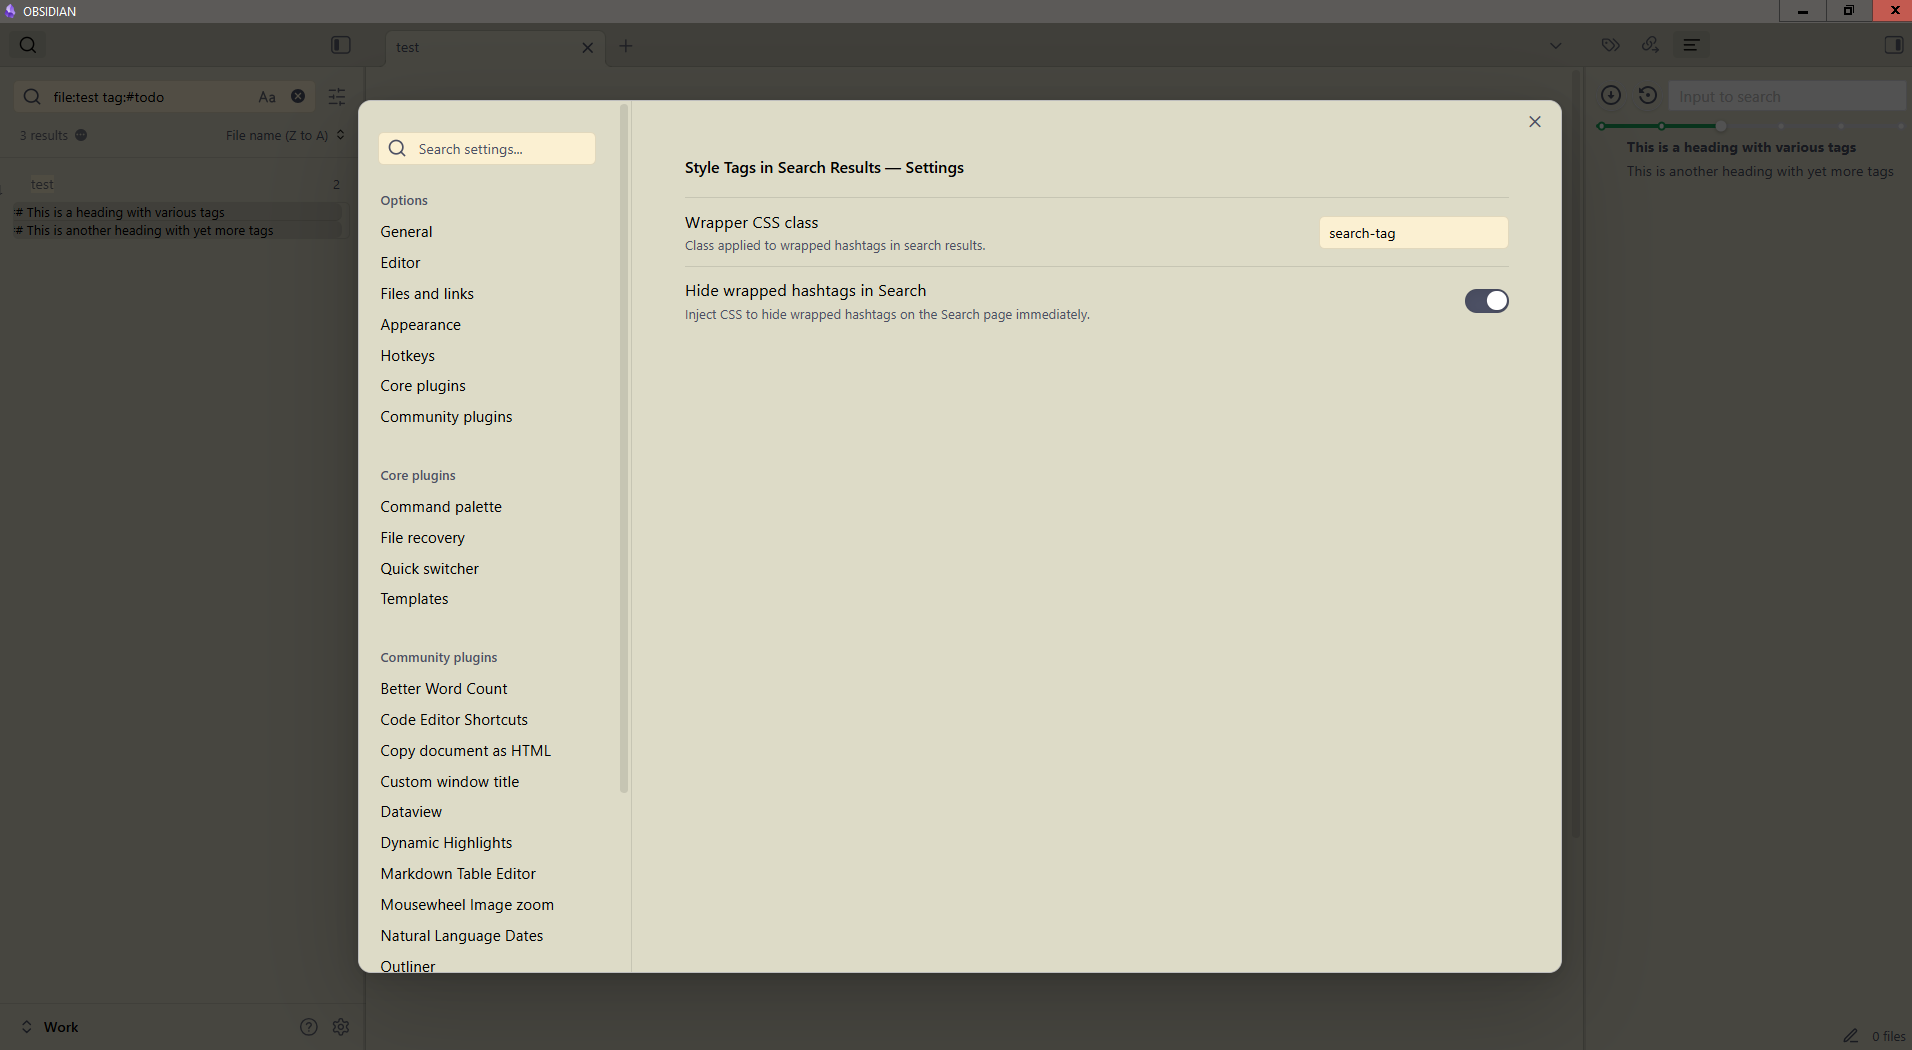 OBSIDIAN
test
file:test tag:#todo
Aa
3 results
File name (Z to A)
test
2
# This is a heading with various tags
# This is another heading with yet more tags
Work
Search settings...
Options
General
Editor
Files and links
Appearance
Hotkeys
Core plugins
Community plugins
Core plugins
Command palette
File recovery
Quick switcher
Templates
Community plugins
Better Word Count
Code Editor Shortcuts
Copy document as HTML
Custom window title
Dataview
Dynamic Highlights
Markdown Table Editor
Mousewheel Image zoom
Natural Language Dates
Outliner
Style Tags in Search Results — Settings
Wrapper CSS class
Class applied to wrapped hashtags in search results.
search-tag
Hide wrapped hashtags in Search
Inject CSS to hide wrapped hashtags on the Search page immediately.
Input to search
This is a heading with various tags
This is another heading with yet more tags
0 files